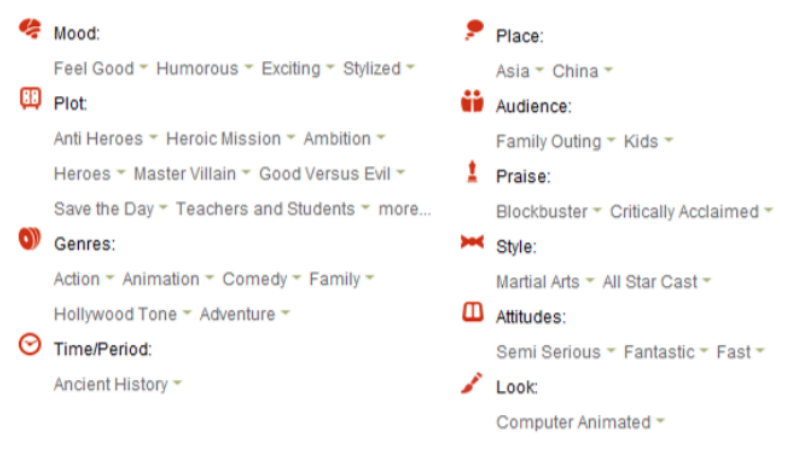 Mood:
Feel Good Humorous Exciting Stylized
Plot:
Anti Heroes Heroic Mission Ambition
Heroes Master Villain Good Versus Evil
Save the Day Teachers and Students more...
Genres:
Action Animation Comedy Family
Hollywood Tone Adventure
Time/Period:
Ancient History
Place:
Asia China
Audience:
Family Outing Kids
Praise:
Blockbuster Critically Acclaimed
Style:
Martial Arts All Star Cast
Attitudes:
Semi Serious Fantastic Fast
Look:
Computer Animated